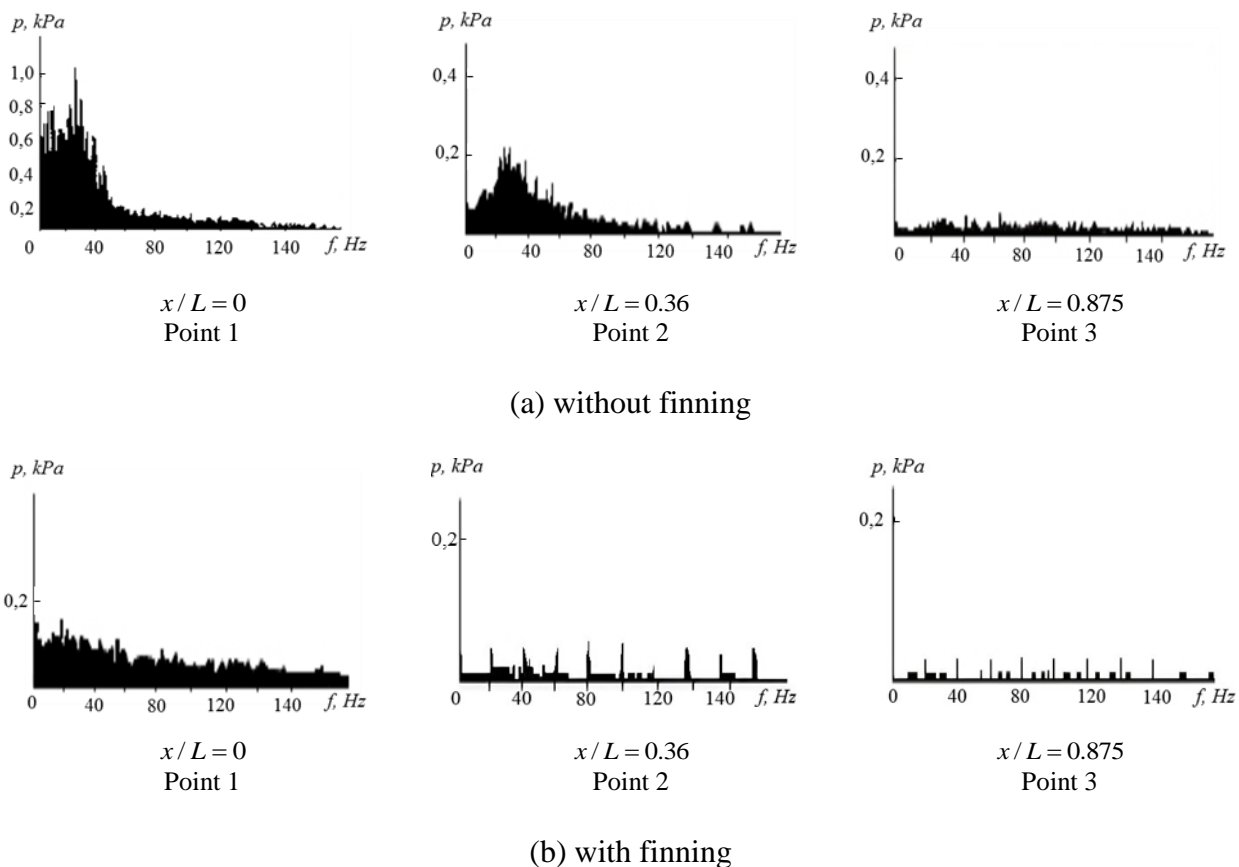 p, kPa
1,0
0,8
0,6
0,4
0,2
0 40 80 120 140 f, Hz
x / L = 0
Point 1
p, kPa
0,4
0,2
0 40 80 120 140 f, Hz
x / L = 0.36
Point 2
p, kPa
0,4
0,2
0 40 80 120 140 f, Hz
x / L = 0.875
Point 3
(a) without finning
p, kPa
0,2
0 40 80 120 140 f, Hz
x / L = 0
Point 1
p, kPa
0,2
0 40 80 120 140 f, Hz
x / L = 0.36
Point 2
p, kPa
0,2
0 40 80 120 140 f, Hz
x / L = 0.875
Point 3
(b) with finning